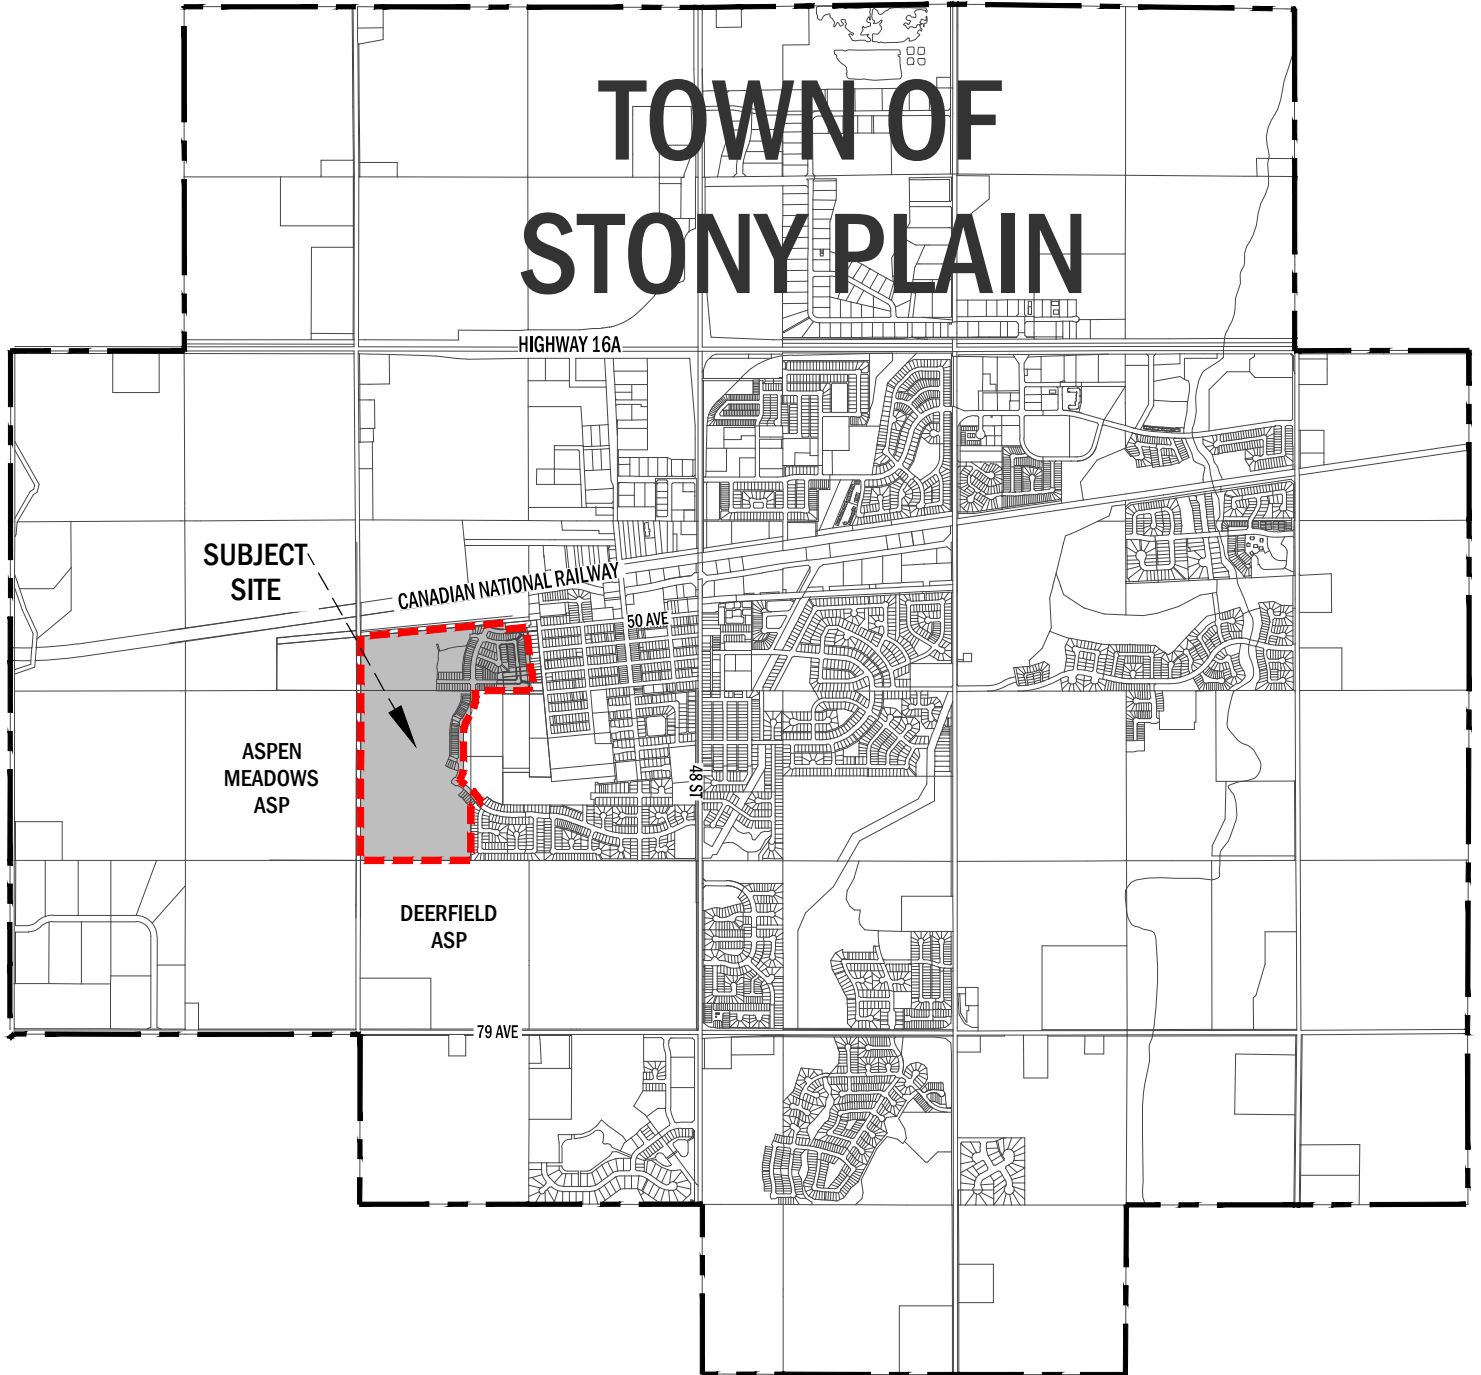 TOWN OF
STONY PLAIN
HIGHWAY 16A
SUBJECT
SITE
CANADIAN NATIONAL RAILWAY
50 AVE
ASPEN
MEADOWS
ASP
48 ST
DEERFIELD
ASP
79 AVE